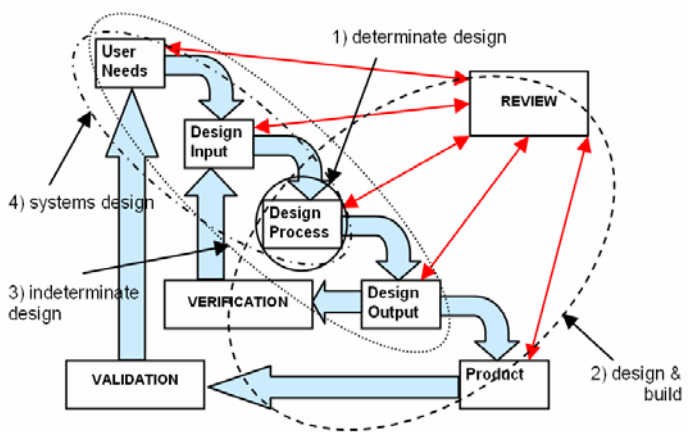 1) determinate design
User
Needs
REVIEW
Design
Input
4) systems design
Design
Process
3) indeterminate
design
VERIFICATION
Design
Output
VALIDATION
Product
2) design &
build